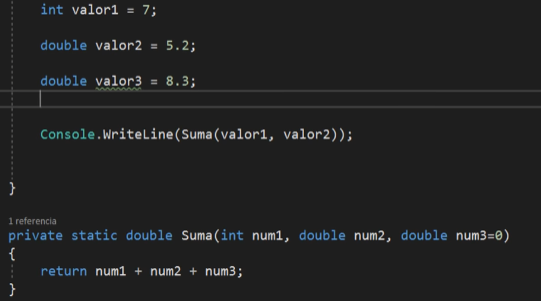 int valor1 = 7;
double valor2 = 5.2;
double valor3 = 8.3;
Console.WriteLine(Suma(valor1, valor2));
}
1 referencia
private static double Suma(int num1, double num2, double num3=0)
{
return num1 + num2 + num3;
}